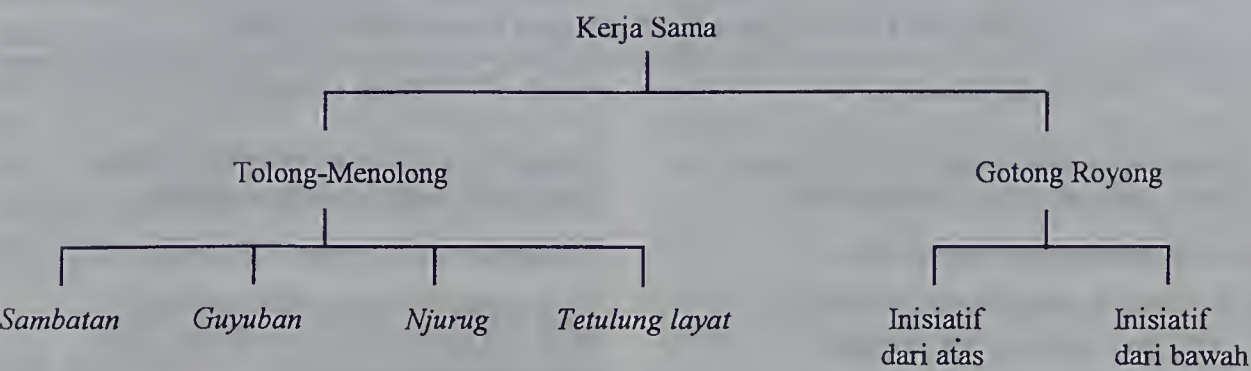 Kerja Sama
Tolong-Menolong Gotong Royong
Sambatan Guyuban Njurug Tetulung layat Inisiatif Inisiatif
dari atas dari bawah